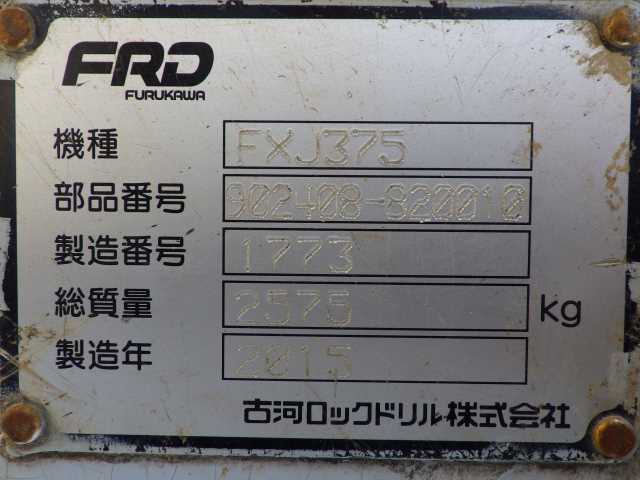 FRD
FURUKAWA
機種 FXJ375
部品番号 902408-820010
製造番号 1773
総質量 2575 kg
製造年 2015
古河ロックドリル株式会社